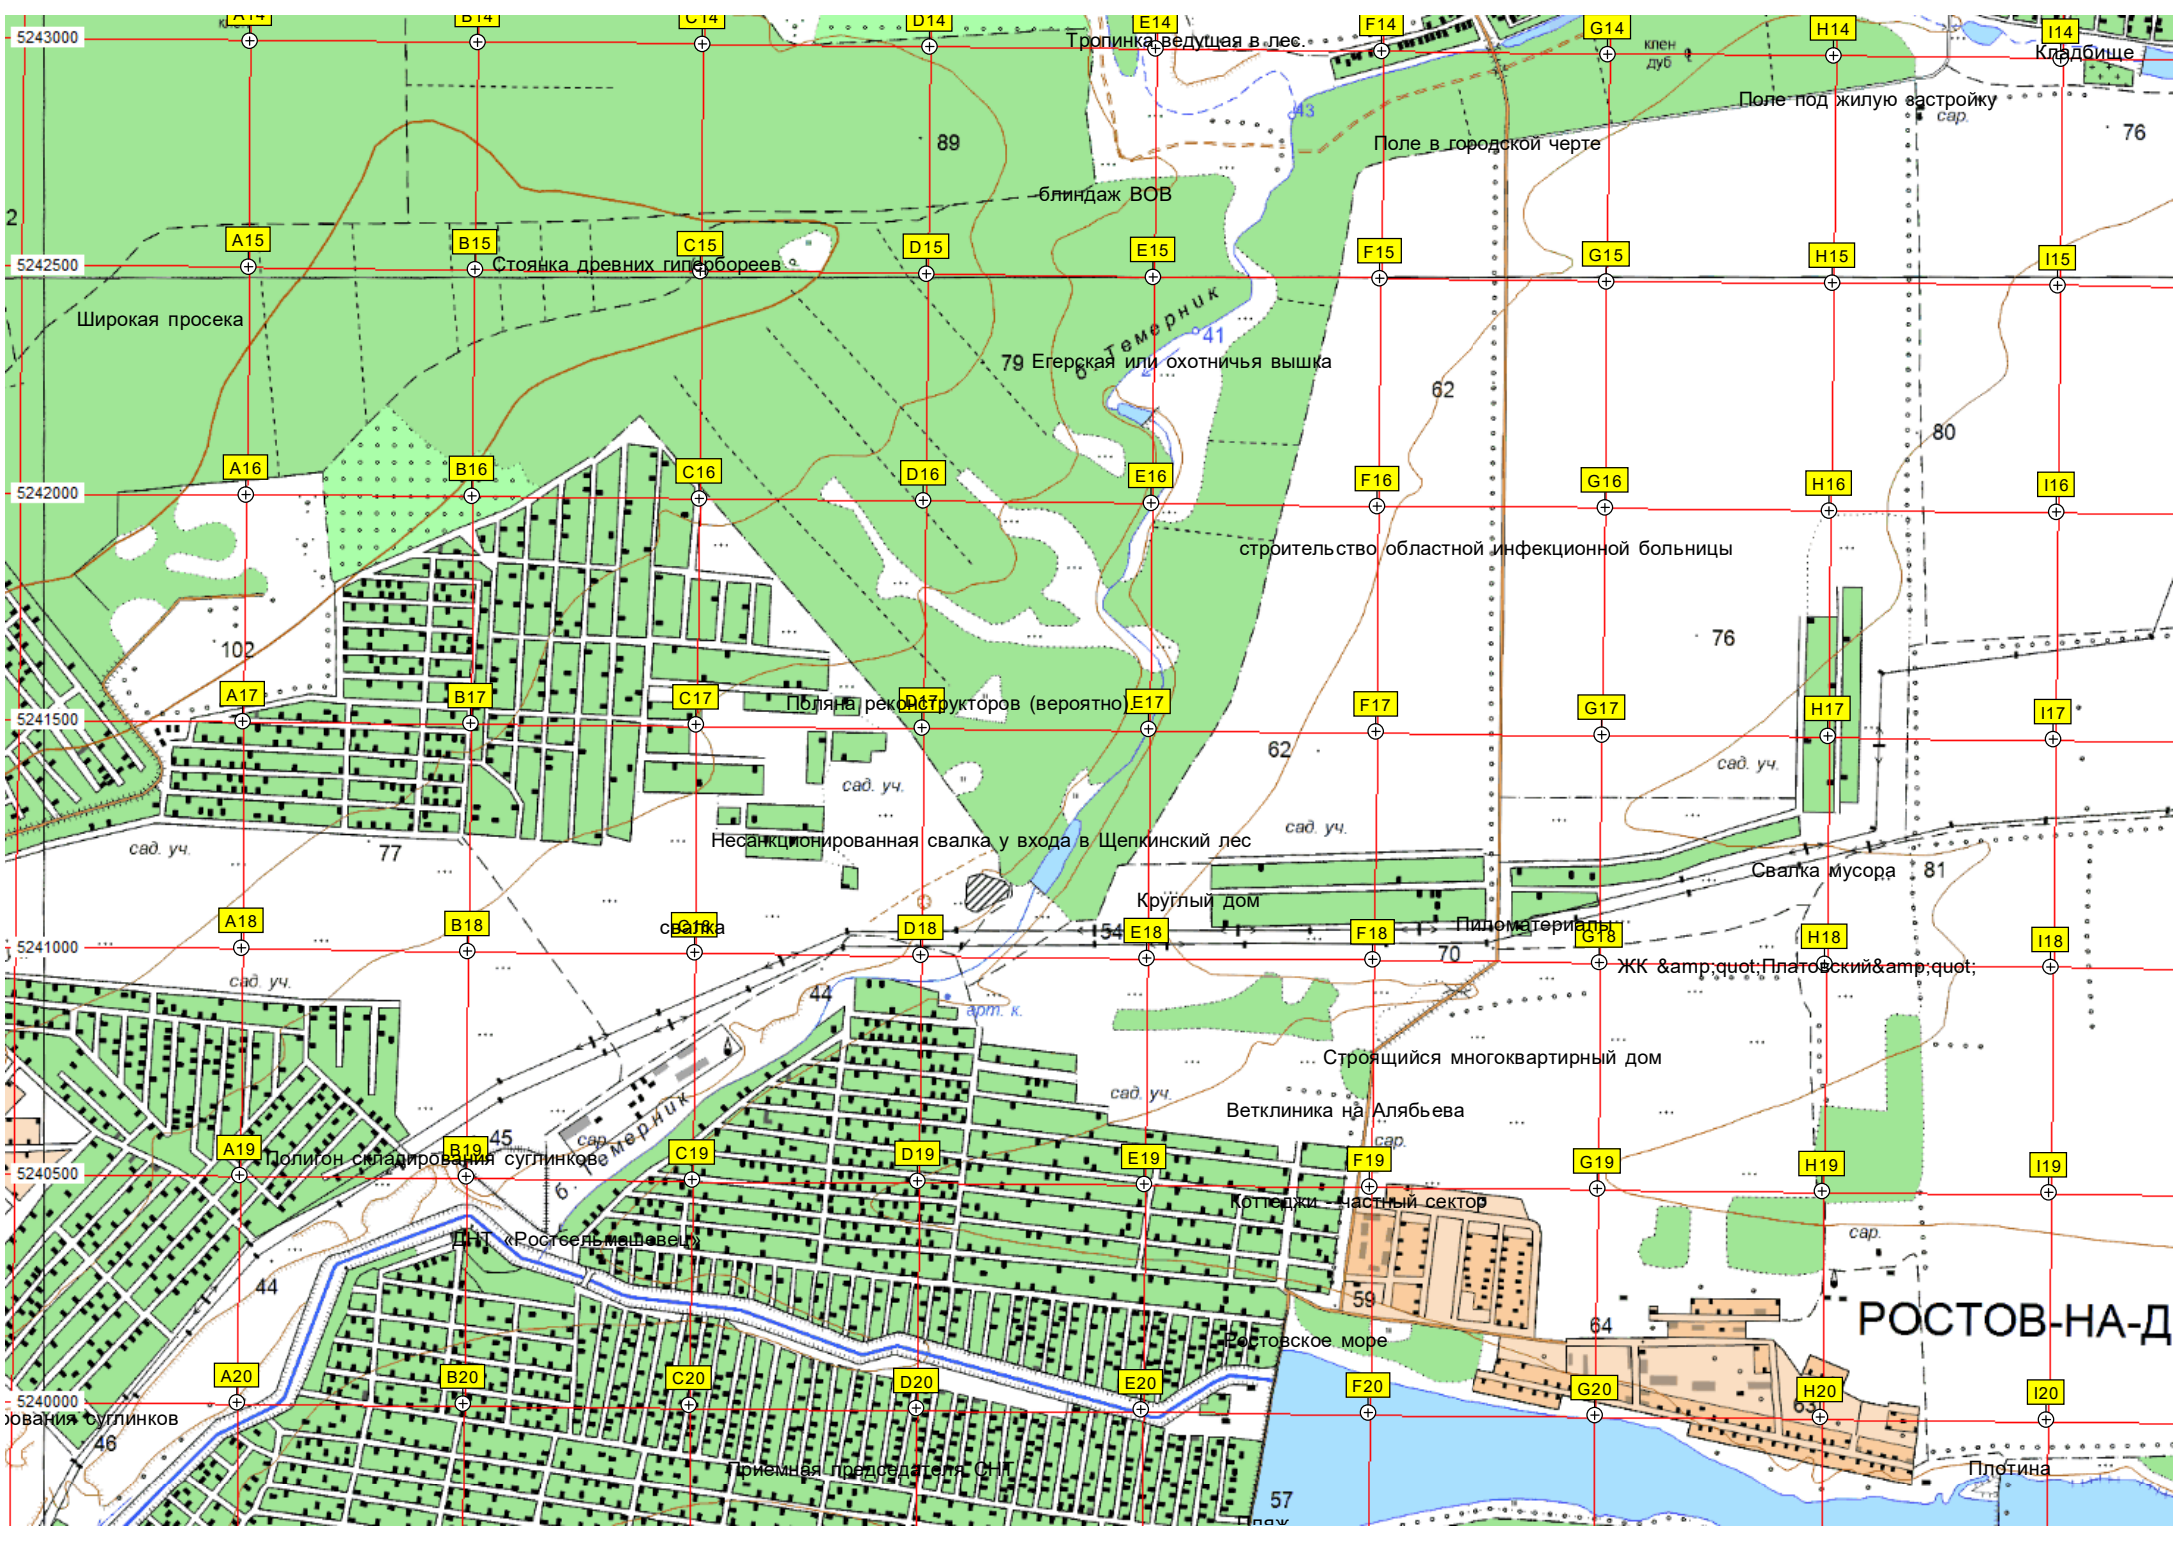 A14 B14 C14 D14 E14 F14 G14 H14 I14
5243000
Тропинка ведущая в лес.
клен
дуб
Кладбище
43
Поле под жилую застройку
сар.
76
89
Поле в городской черте
блиндаж ВОВ
2
A15 B15 C15 D15 E15 F15 G15 H15 I15
5242500
Стоянка древних гипербореев
Широкая просека
б. Темерник
41
79
Егерская или охотничья вышка
62
80
A16 B16 C16 D16 E16 F16 G16 H16 I16
5242000
строительство областной инфекционной больницы
102
76
A17 B17 C17 D17 E17 F17 G17 H17 I17
5241500
Поляна реконструкторов (вероятно).
62
сад. уч.
сад. уч.
сад. уч.
сад. уч.
77
Несанкционированная свалка у входа в Щепкинский лес
Свалка мусора
81
Круглый дом
A18 B18 C18 D18 E18 F18 G18 H18 I18
5241000
свалка
54
Пиломатериалы
70
ЖК &amp;quot;Платовский&amp;quot;
сад. уч.
44
арт. к.
Строящийся многоквартирный дом
сад. уч.
Ветклиника на Алябьева
сар.
сар.
45
б. Темерник
A19 B19 C19 D19 E19 F19 G19 H19 I19
5240500
Полигон складирования суглинков
Коттеджи - частный сектор
ДНТ «Ростсельмашевец»
сар.
44
59
64
РОСТОВ-НА-Д
Ростовское море
A20 B20 C20 D20 E20 F20 G20 H20 I20
5240000
63
рования суглинков
46
Приемная председателя СНТ
Плотина
57
Пляж